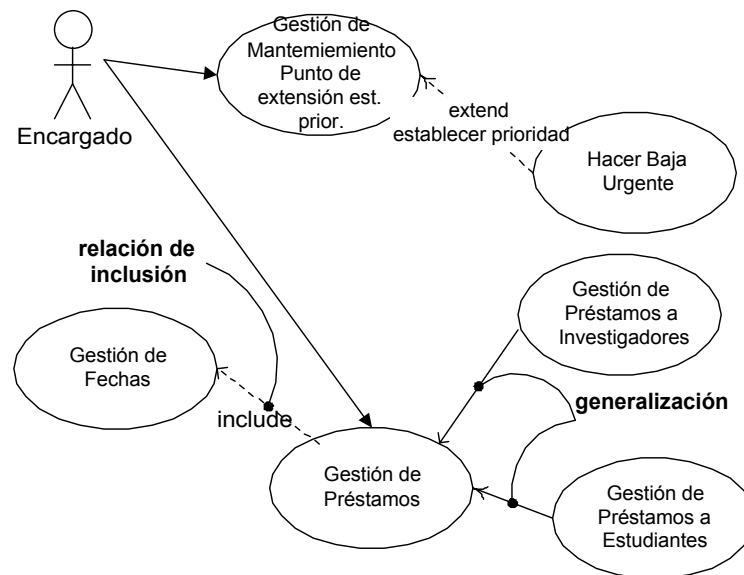 Gestión de
Mantemiemiento
Punto de
extensión est.
prior.
Encargado
extend
establecer prioridad
Hacer Baja
Urgente
relación de
inclusión
Gestión de
Préstamos a
Investigadores
Gestión de
Fechas
include
generalización
Gestión de
Préstamos
Gestión de
Préstamos a
Estudiantes